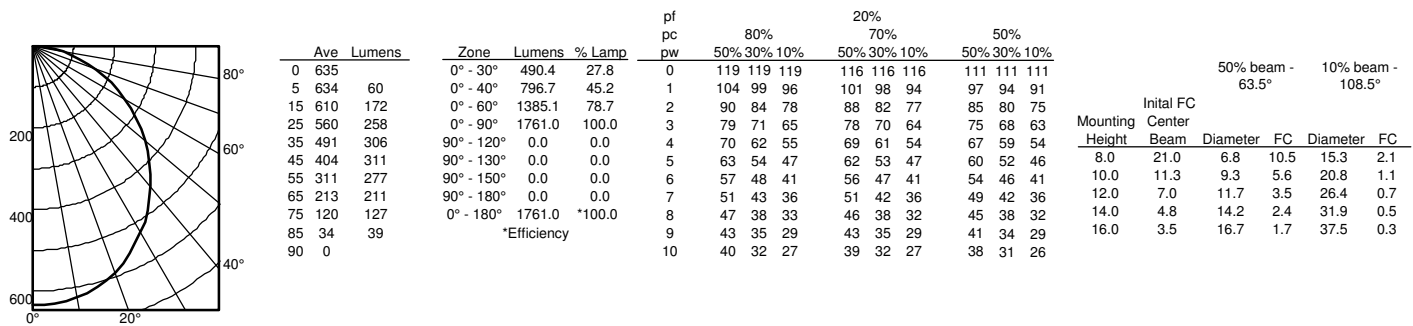 80°
60°
40°
200
400
600
0° 20°
Ave Lumens
0 635
5 634 60
15 610 172
25 560 258
35 491 306
45 404 311
55 311 277
65 213 211
75 120 127
85 34 39
90 0
Zone Lumens % Lamp
0° - 30° 490.4 27.8
0° - 40° 796.7 45.2
0° - 60° 1385.1 78.7
0° - 90° 1761.0 100.0
90° - 120° 0.0 0.0
90° - 130° 0.0 0.0
90° - 150° 0.0 0.0
90° - 180° 0.0 0.0
0° - 180° 1761.0 *100.0
*Efficiency
pf 20%
pc 80% 70% 50%
pw 50% 30% 10% 50% 30% 10% 50% 30% 10%
0 119 119 119 116 116 116 111 111 111
1 104 99 96 101 98 94 97 94 91
2 90 84 78 88 82 77 85 80 75
3 79 71 65 78 70 64 75 68 63
4 70 62 55 69 61 54 67 59 54
5 63 54 47 62 53 47 60 52 46
6 57 48 41 56 47 41 54 46 41
7 51 43 36 51 42 36 49 42 36
8 47 38 33 46 38 32 45 38 32
9 43 35 29 43 35 29 41 34 29
10 40 32 27 39 32 27 38 31 26
50% beam - 10% beam -
63.5° 108.5°
Inital FC
Mounting Center
Height Beam Diameter FC Diameter FC
8.0 21.0 6.8 10.5 15.3 2.1
10.0 11.3 9.3 5.6 20.8 1.1
12.0 7.0 11.7 3.5 26.4 0.7
14.0 4.8 14.2 2.4 31.9 0.5
16.0 3.5 16.7 1.7 37.5 0.3